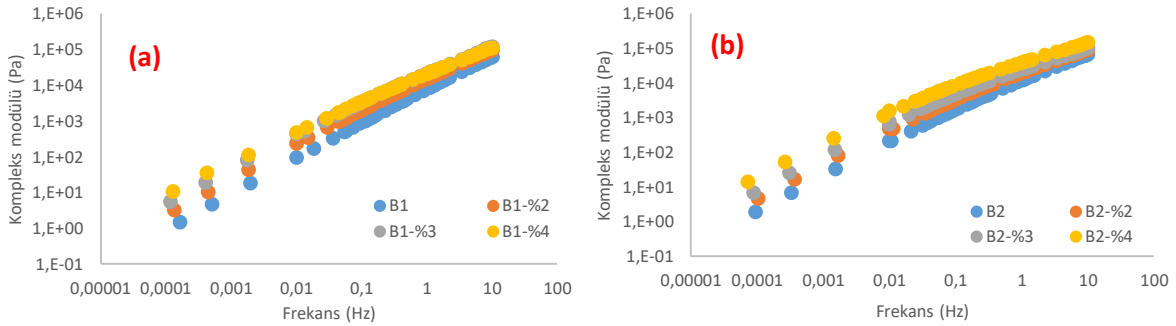 (a)
Kompleks modülü (Pa)
1,E+06
1,E+05
1,E+04
1,E+03
1,E+02
1,E+01
1,E+00
1,E-01
0,00001 0,0001 0,001 0,01 0,1 1 10 100
Frekans (Hz)
B1 B1-%2
B1-%3 B1-%4
(b)
Kompleks modülü (Pa)
1,E+06
1,E+05
1,E+04
1,E+03
1,E+02
1,E+01
1,E+00
1,E-01
0,00001 0,0001 0,001 0,01 0,1 1 10 100
Frekans (Hz)
B2 B2-%2
B2-%3 B2-%4